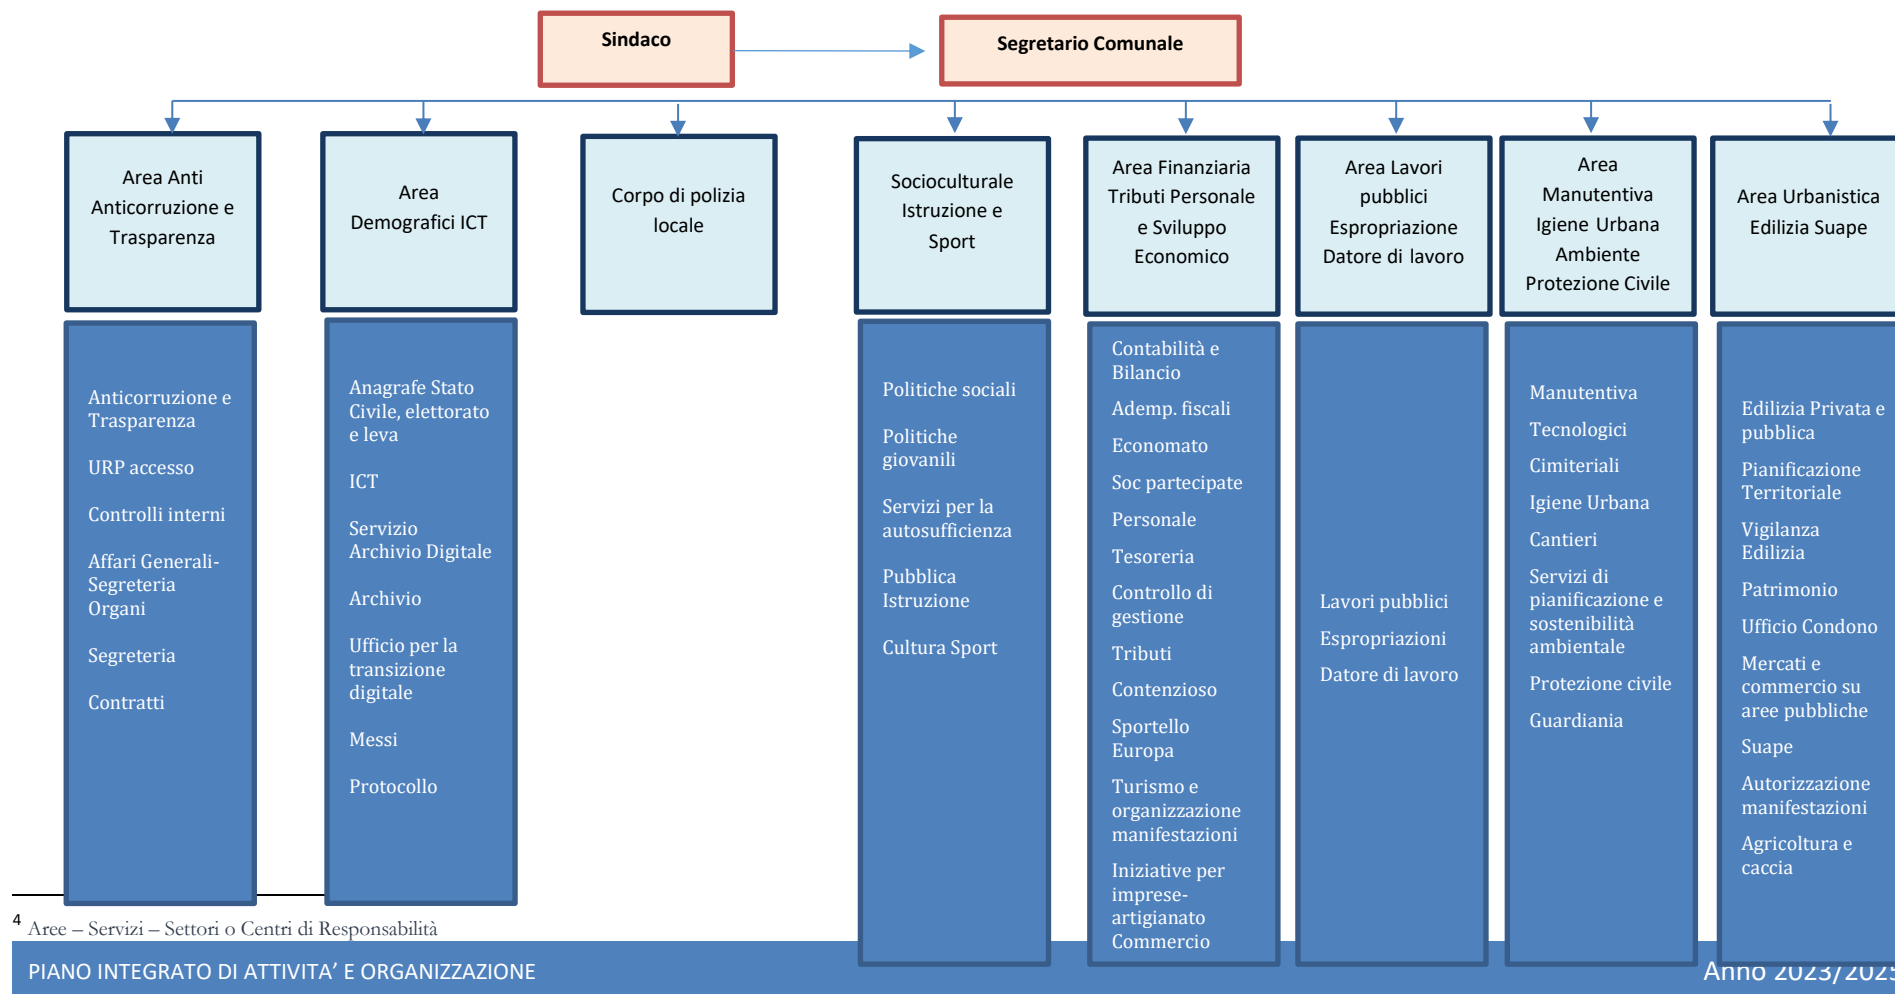 Sindaco
Segretario Comunale
Area Anti
Anticorruzione e
Trasparenza
Area
Demografici ICT
Corpo di polizia
locale
Socioculturale
Istruzione e
Sport
Area Finanziaria
Tributi Personale
e Sviluppo
Economico
Area Lavori
pubblici
Espropriazione
Datore di lavoro
Area
Manutentiva
Igiene Urbana
Ambiente
Protezione Civile
Area Urbanistica
Edilizia Suape
Anticorruzione e
Trasparenza
URP accesso
Controlli interni
Affari Generali-
Segreteria
Organi
Segreteria
Contratti
Anagrafe Stato
Civile, elettorato
e leva
ICT
Servizio
Archivio Digitale
Archivio
Ufficio per la
transizione
digitale
Messi
Protocollo
Politiche sociali
Politiche
giovanili
Servizi per la
autosufficienza
Pubblica
Istruzione
Cultura Sport
Contabilità e
Bilancio
Ademp. fiscali
Economato
Soc partecipate
Personale
Tesoreria
Controllo di
gestione
Tributi
Contenzioso
Sportello
Europa
Turismo e
organizzazione
manifestazioni
Iniziative per
imprese-
artigianato
Commercio
Lavori pubblici
Espropriazioni
Datore di lavoro
Manutentiva
Tecnologici
Cimiteriali
Igiene Urbana
Cantieri
Servizi di
pianificazione e
sostenibilità
ambientale
Protezione civile
Guardiania
Edilizia Privata e
pubblica
Pianificazione
Territoriale
Vigilanza
Edilizia
Patrimonio
Ufficio Condono
Mercati e
commercio su
aree pubbliche
Suape
Autorizzazione
manifestazioni
Agricoltura e
caccia
4 Aree – Servizi – Settori o Centri di Responsabilità
PIANO INTEGRATO DI ATTIVITA’ E ORGANIZZAZIONE
Anno 2023/2025